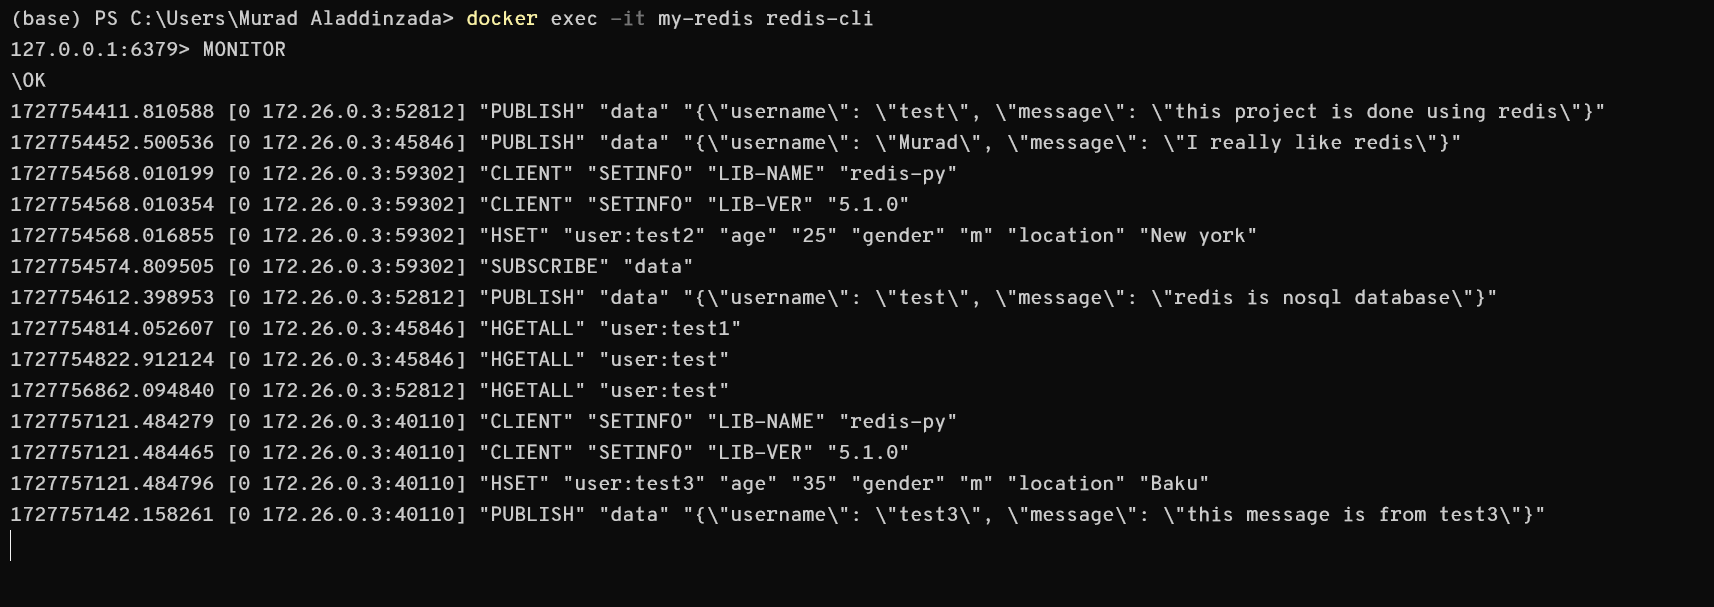 (base) PS C:\Users\Murad Aladdinzada> docker exec -it my-redis redis-cli
127.0.0.1:6379> MONITOR
\OK
1727754411.810588 [0 172.26.0.3:52812] "PUBLISH" "data" "{\"username\": \"test\", \"message\": \"this project is done using redis\"}"
1727754452.500536 [0 172.26.0.3:45846] "PUBLISH" "data" "{\"username\": \"Murad\", \"message\": \"I really like redis\"}"
1727754568.010199 [0 172.26.0.3:59302] "CLIENT" "SETINFO" "LIB-NAME" "redis-py"
1727754568.010354 [0 172.26.0.3:59302] "CLIENT" "SETINFO" "LIB-VER" "5.1.0"
1727754568.016855 [0 172.26.0.3:59302] "HSET" "user:test2" "age" "25" "gender" "m" "location" "New york"
1727754574.809505 [0 172.26.0.3:59302] "SUBSCRIBE" "data"
1727754612.398953 [0 172.26.0.3:52812] "PUBLISH" "data" "{\"username\": \"test\", \"message\": \"redis is nosql database\"}"
1727754814.052607 [0 172.26.0.3:45846] "HGETALL" "user:test1"
1727754822.912124 [0 172.26.0.3:45846] "HGETALL" "user:test"
1727756862.094840 [0 172.26.0.3:52812] "HGETALL" "user:test"
1727757121.484279 [0 172.26.0.3:40110] "CLIENT" "SETINFO" "LIB-NAME" "redis-py"
1727757121.484465 [0 172.26.0.3:40110] "CLIENT" "SETINFO" "LIB-VER" "5.1.0"
1727757121.484796 [0 172.26.0.3:40110] "HSET" "user:test3" "age" "35" "gender" "m" "location" "Baku"
1727757142.158261 [0 172.26.0.3:40110] "PUBLISH" "data" "{\"username\": \"test3\", \"message\": \"this message is from test3\"}"